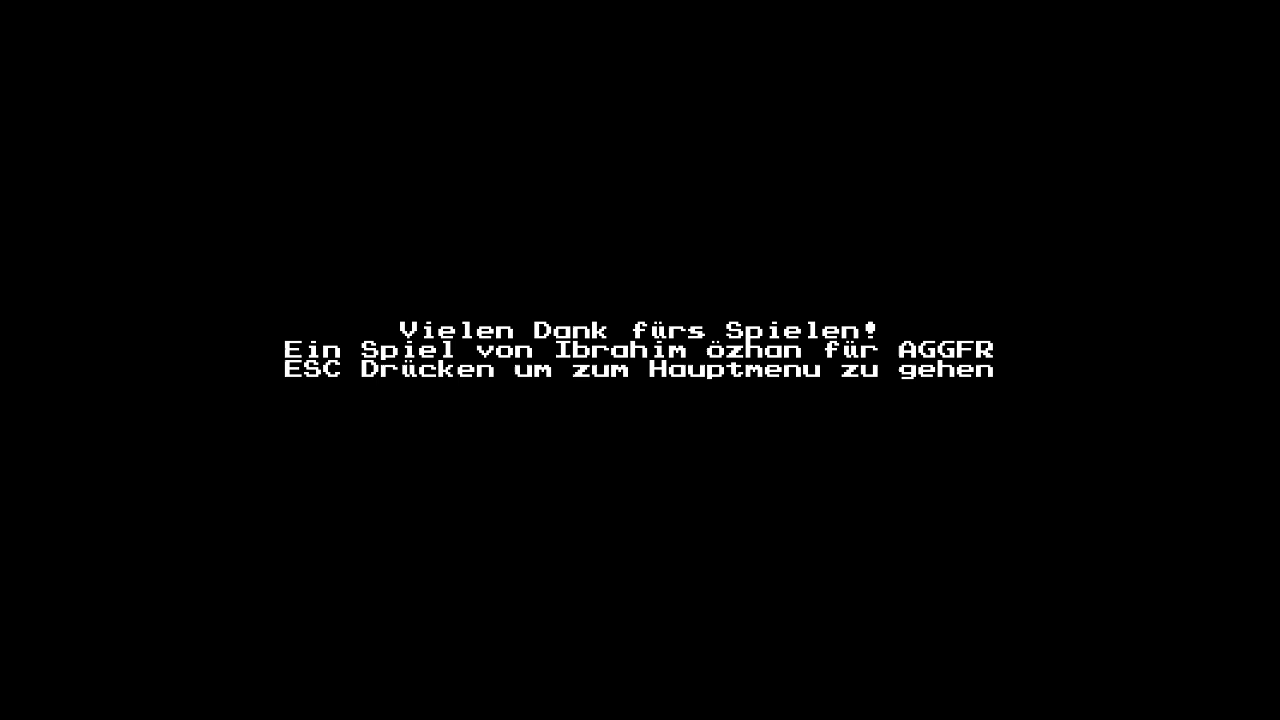 Vielen Dank fürs Spielen!
Ein Spiel von Ibrahim özhan für AGGFR
ESC Drücken um zum Hauptmenu zu gehen